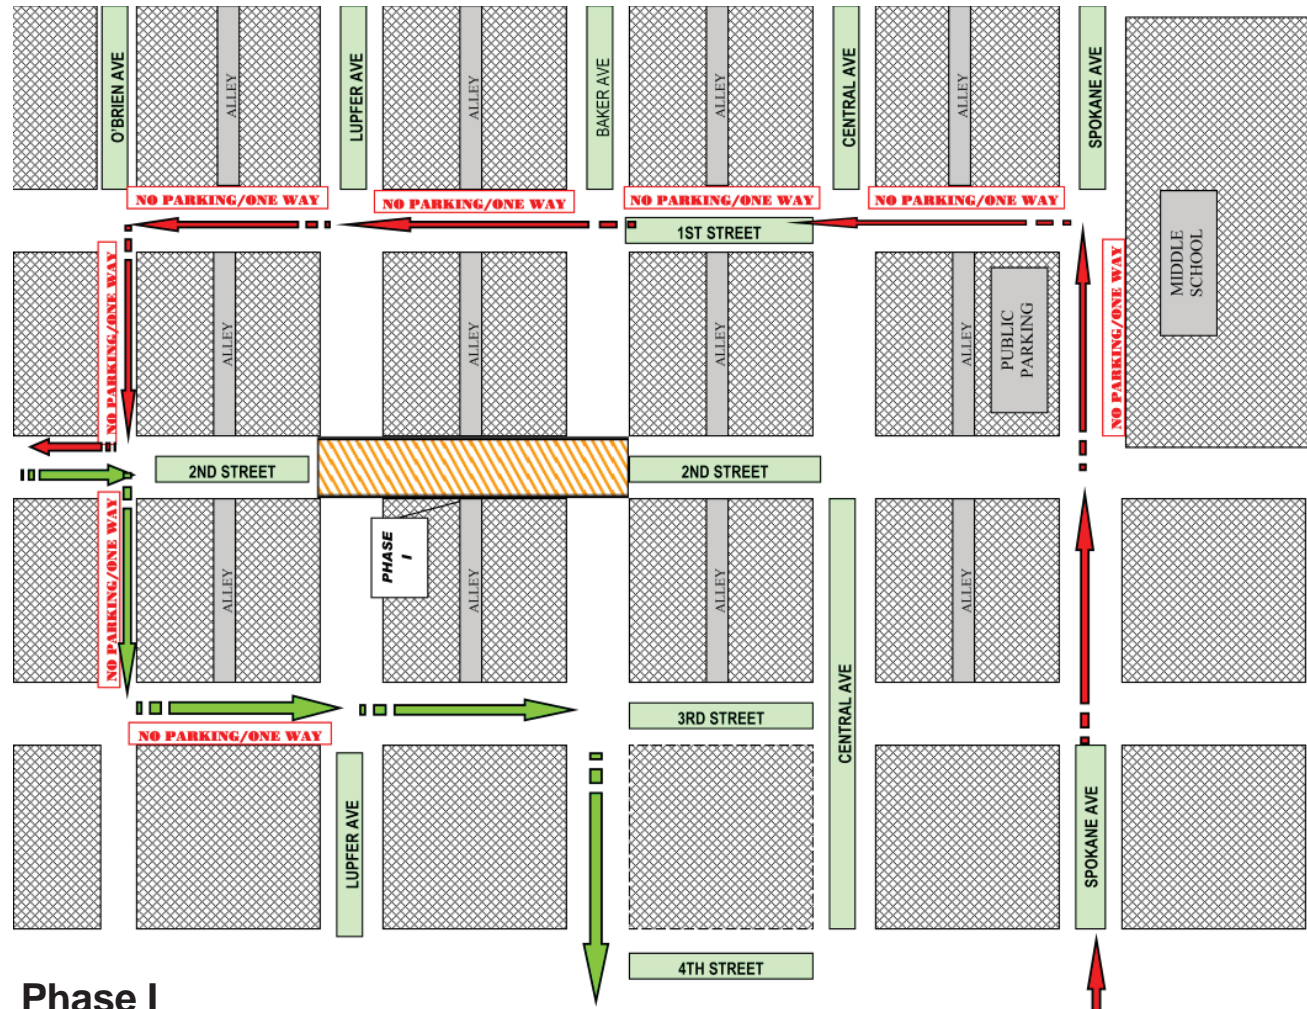 O'BRIEN AVE
ALLEY
LUPFER AVE
ALLEY
BAKER AVE
ALLEY
CENTRAL AVE
ALLEY
SPOKANE AVE
NO PARKING/ONE WAY
NO PARKING/ONE WAY
NO PARKING/ONE WAY
NO PARKING/ONE WAY
1ST STREET
MIDDLE
SCHOOL
NO PARKING/ONE WAY
ALLEY
ALLEY
ALLEY
ALLEY
PUBLIC
PARKING
NO PARKING/ONE WAY
2ND STREET
2ND STREET
NO PARKING/ONE WAY
ALLEY
PHASE
I
ALLEY
ALLEY
ALLEY
CENTRAL AVE
3RD STREET
NO PARKING/ONE WAY
LUPFER AVE
SPOKANE AVE
4TH STREET
Phase I